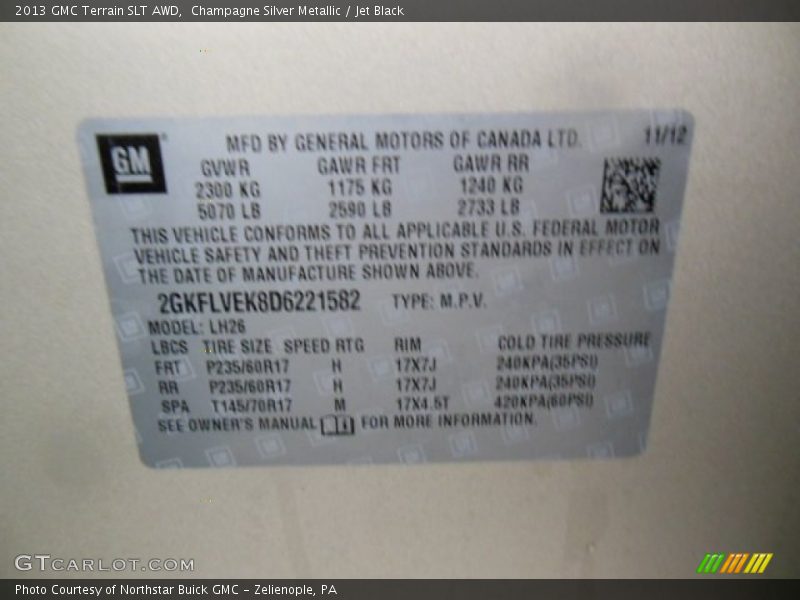 2013 GMC Terrain SLT AWD,  Champagne Silver Metallic / Jet Black
GM
MFD BY GENERAL MOTORS OF CANADA LTD. 11/12
GVWR GAWR FRT GAWR RR
2300 KG 1175 KG 1240 KG
5070 LB 2590 LB 2733 LB
THIS VEHICLE CONFORMS TO ALL APPLICABLE U.S. FEDERAL MOTOR
VEHICLE SAFETY AND THEFT PREVENTION STANDARDS IN EFFECT ON
THE DATE OF MANUFACTURE SHOWN ABOVE.
2GKFLVEK8D6221582 TYPE: M.P.V.
MODEL: LH26
LBCS TIRE SIZE SPEED RTG RIM COLD TIRE PRESSURE
FRT P235/60R17 H 17X7J 240KPA(35PSI)
RR P235/60R17 H 17X7J 240KPA(35PSI)
SPA T145/70R17 M 17X4.5T 420KPA(60PSI)
SEE OWNER'S MANUAL FOR MORE INFORMATION.
GTCARLOT.COM
Photo Courtesy of Northstar Buick GMC – Zelienople, PA